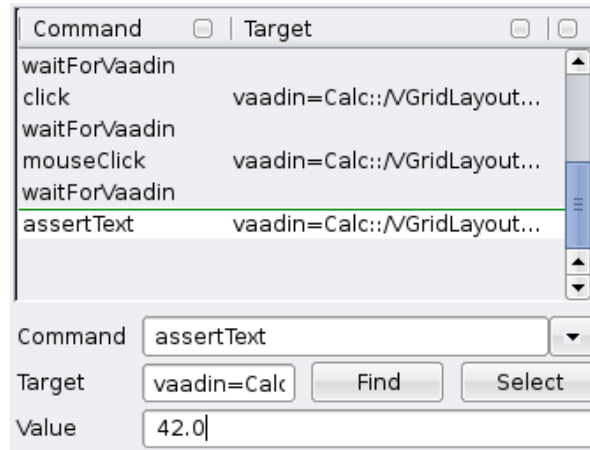 Command Target
waitForVaadin
click vaadin=Calc::/VGridLayout...
waitForVaadin
mouseClick vaadin=Calc::/VGridLayout...
waitForVaadin
assertText vaadin=Calc::/VGridLayout...
Command assertText
Target vaadin=Calc Find Select
Value 42.0